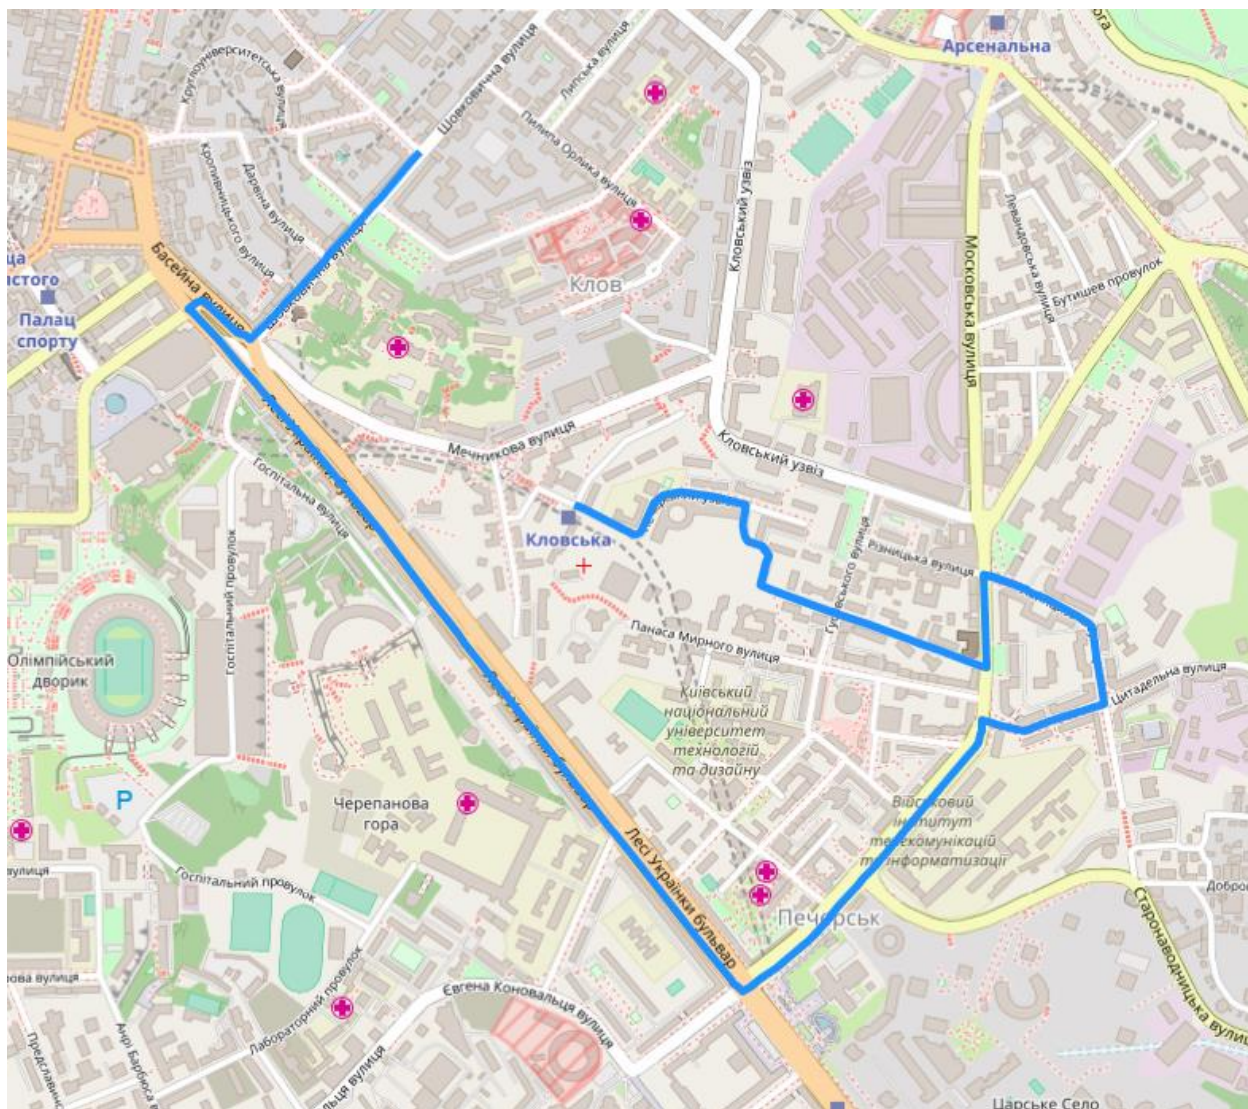 Арсенальна
Круглоуніверситетська вулиця
Шовковична вулиця
Липська вулиця
Пилипа Орлика вулиця
Кропивницького вулиця
Дарвіна вулиця
Кловський узвіз
Левандовська вулиця
Бутишев провулок
Московська вулиця
Басейна вулиця
Клов
Палац
спорту
Мечникова вулиця
Кловський узвіз
Госпітальна вулиця
Госпітальний провулок
Кловська
Різницька вулиця
Панаса Мирного вулиця
Олімпійський
дворик
Цитадельна вулиця
Київський
національний
університет
технологій
та дизайну
P
Черепанова
гора
Військовий
інститут
телекомунікацій
та інформатизації
Лесі Українки бульвар
Госпітальний провулок
Печерськ
Старонаводницька вулиця
Євгена Коновальця вулиця
Лабораторний провулок
Анрі Барбюса
Царське Село